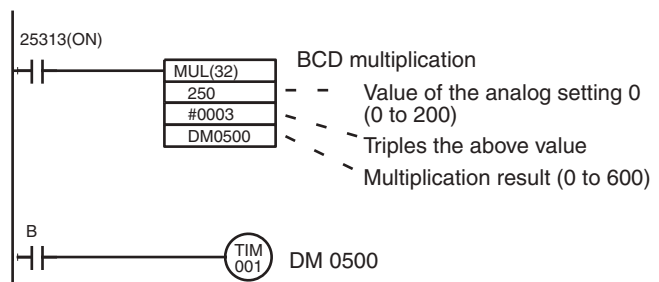 25313(ON)
MUL(32)
250
#0003
DM0500
BCD multiplication
Value of the analog setting 0
(0 to 200)
Triples the above value
Multiplication result (0 to 600)
B
TIM
001
DM 0500